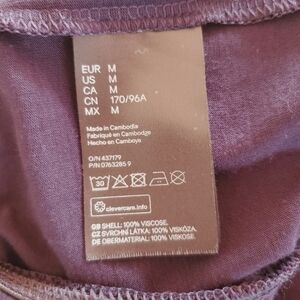 EUR M
US M
CA M
CN 170/96A
MX M
Made in Cambodia
Fabriqué en Cambodge
Hecho en Camboya
O/N 437179
P/N 0763285 9
30
clevercare.info
GB SHELL: 100% VISCOSE.
CZ SVRCHNÍ LÁTKA: 100% VISKÓZA.
DE OBERMATERIAL: 100% VISKOSE.